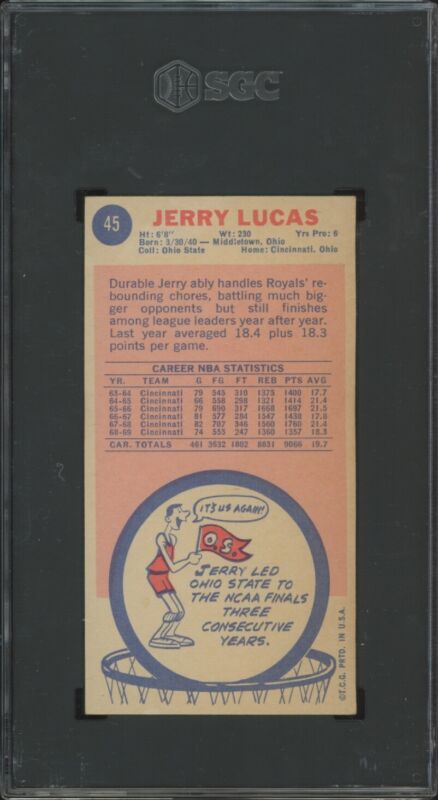 SGC
45
JERRY LUCAS
Ht: 6'8" Wt: 230 Yrs Pro: 6
Born: 3/30/40 — Middletown, Ohio
Coll: Ohio State Home: Cincinnati, Ohio
Durable Jerry ably handles Royals' re-
bounding chores, battling much big-
ger opponents but still finishes
among league leaders year after year.
Last year averaged 18.4 plus 18.3
points per game.
CAREER NBA STATISTICS
YR. TEAM G FG FT REB PTS AVG
63-64 Cincinnati 79 545 310 1375 1400 17.7
64-65 Cincinnati 66 558 298 1321 1414 21.4
65-66 Cincinnati 79 690 317 1668 1697 21.5
66-67 Cincinnati 81 577 284 1547 1438 17.8
67-68 Cincinnati 82 707 346 1560 1760 21.4
68-69 Cincinnati 74 555 247 1360 1357 18.3
CAR. TOTALS 461 3632 1802 8831 9066 19.7
IT'S US AGAIN!
O.S.
JERRY LED
OHIO STATE TO
THE NCAA FINALS
THREE
CONSECUTIVE
YEARS.
©T.C.G. PRTD. IN U.S.A.